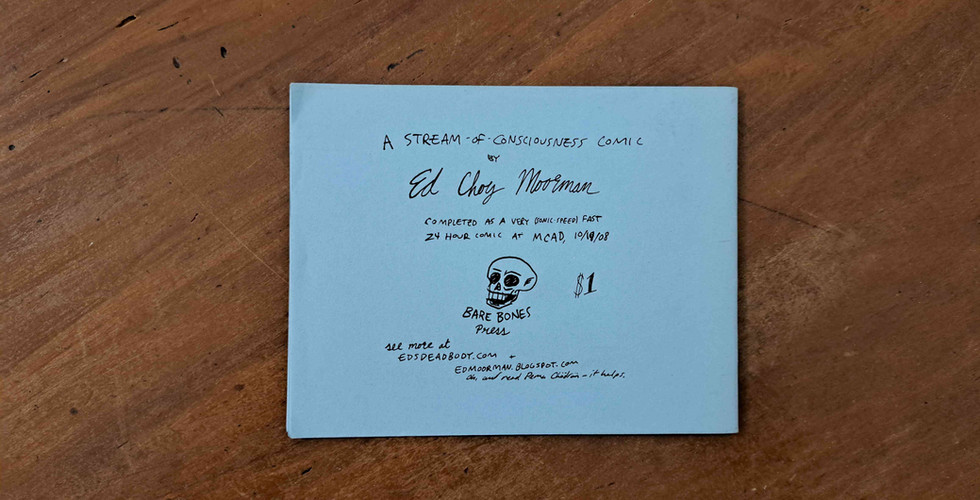 A STREAM-OF-CONSCIOUSNESS COMIC
BY
Ed Choy Moorman
COMPLETED AS A VERY (SONIC-SPEED) FAST
24 HOUR COMIC AT MCAD, 10/18/08
$1
BARE BONES
Press
see more at
EDSDEADBODY.COM +
EDMOORMAN.BLOGSPOT.COM
Oh, and read Pema Chödrön – it helps.